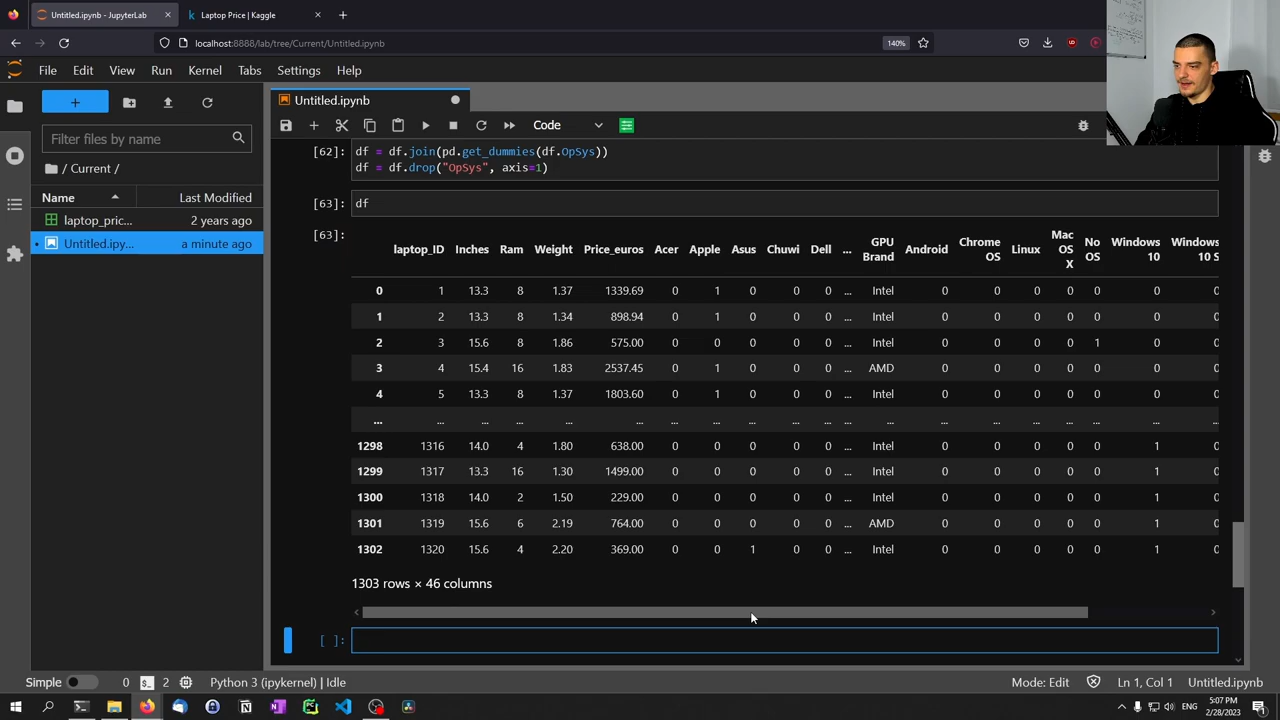 Untitled.ipynb - JupyterLab
Laptop Price | Kaggle
localhost:8888/lab/tree/Current/Untitled.ipynb
140%
File Edit View Run Kernel Tabs Settings Help
Untitled.ipynb
Filter files by name
Code
/ Current /
Name Last Modified
laptop_pric... 2 years ago
Untitled.ipy... a minute ago
[62]: df = df.join(pd.get_dummies(df.OpSys))
df = df.drop("OpSys", axis=1)
[63]: df
[63]: laptop_ID Inches Ram Weight Price_euros Acer Apple Asus Chuwi Dell ... GPU Brand Android Chrome OS Linux Mac OS X No OS Windows 10 Windows 10 S
0 1 13.3 8 1.37 1339.69 0 1 0 0 0 ... Intel 0 0 0 0 0 0 0
1 2 13.3 8 1.34 898.94 0 1 0 0 0 ... Intel 0 0 0 0 0 0 0
2 3 15.6 8 1.86 575.00 0 0 0 0 0 ... Intel 0 0 0 0 1 0 0
3 4 15.4 16 1.83 2537.45 0 1 0 0 0 ... AMD 0 0 0 0 0 0 0
4 5 13.3 8 1.37 1803.60 0 1 0 0 0 ... Intel 0 0 0 0 0 0 0
... ... ... ... ... ... ... ... ... ... ... ... ... ... ... ... ... ... ... ...
1298 1316 14.0 4 1.80 638.00 0 0 0 0 0 ... Intel 0 0 0 0 0 1 0
1299 1317 13.3 16 1.30 1499.00 0 0 0 0 0 ... Intel 0 0 0 0 0 1 0
1300 1318 14.0 2 1.50 229.00 0 0 0 0 0 ... Intel 0 0 0 0 0 1 0
1301 1319 15.6 6 2.19 764.00 0 0 0 0 0 ... AMD 0 0 0 0 0 1 0
1302 1320 15.6 4 2.20 369.00 0 0 1 0 0 ... Intel 0 0 0 0 0 1 0
1303 rows × 46 columns
[ ]:
Simple 0 2 Python 3 (ipykernel) | Idle Mode: Edit Ln 1, Col 1 Untitled.ipynb
ENG
5:07 PM
2/28/2023